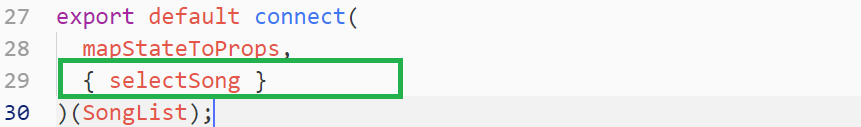 27 export default connect(
28   mapStateToProps,
29   { selectSong }
30 )(SongList);